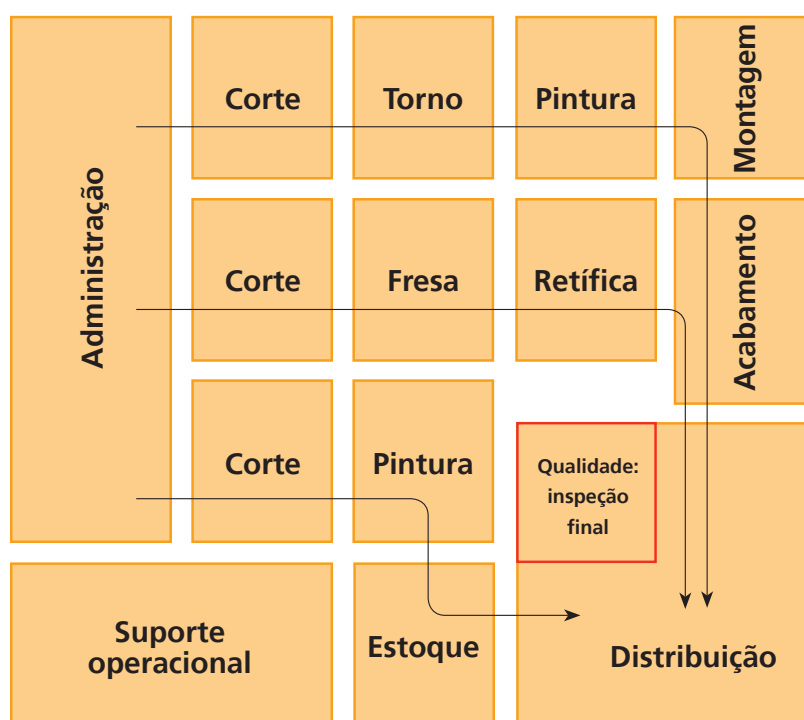 Administração
Corte
Torno
Pintura
Montagem
Corte
Fresa
Retífica
Acabamento
Corte
Pintura
Qualidade:
inspeção
final
Suporte
operacional
Estoque
Distribuição